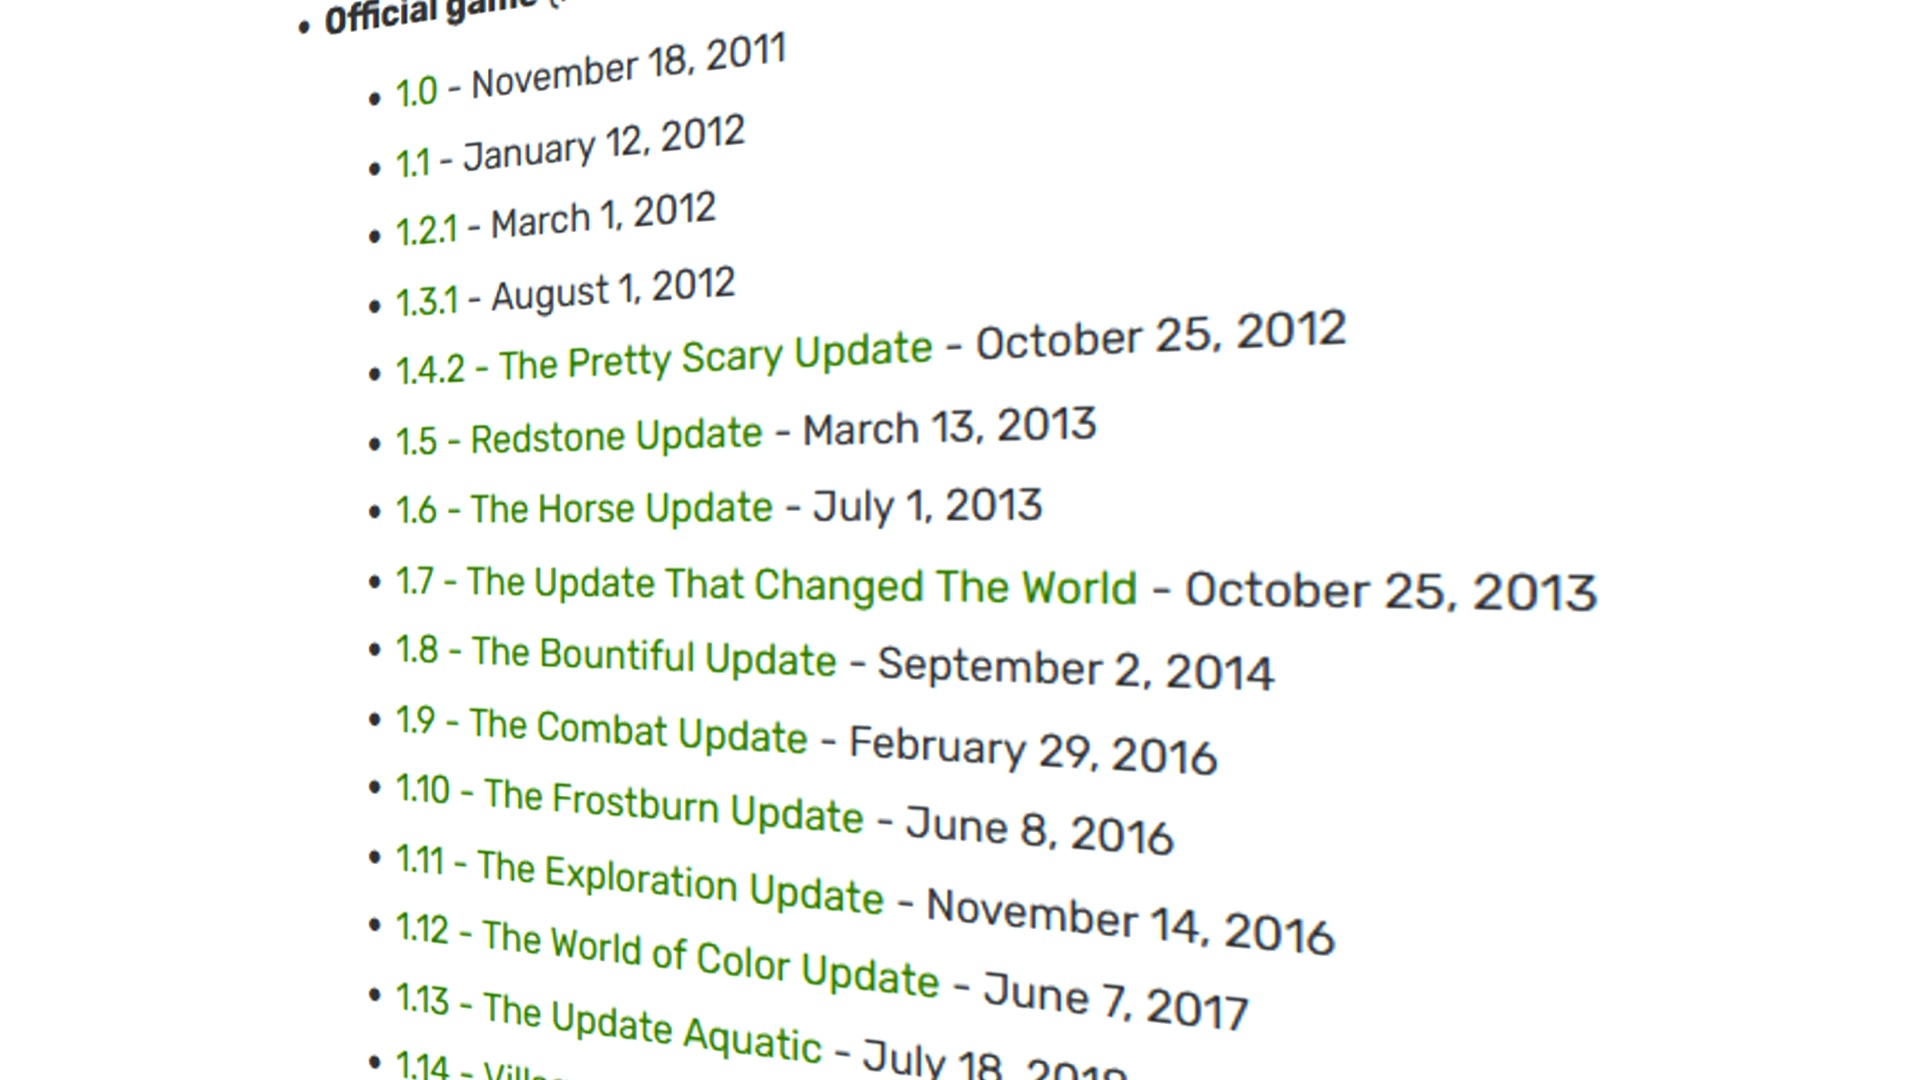 Official game
1.0 - November 18, 2011
1.1 - January 12, 2012
1.2.1 - March 1, 2012
1.3.1 - August 1, 2012
1.4.2 - The Pretty Scary Update - October 25, 2012
1.5 - Redstone Update - March 13, 2013
1.6 - The Horse Update - July 1, 2013
1.7 - The Update That Changed The World - October 25, 2013
1.8 - The Bountiful Update - September 2, 2014
1.9 - The Combat Update - February 29, 2016
1.10 - The Frostburn Update - June 8, 2016
1.11 - The Exploration Update - November 14, 2016
1.12 - The World of Color Update - June 7, 2017
1.13 - The Update Aquatic - July 18,
1.14 -